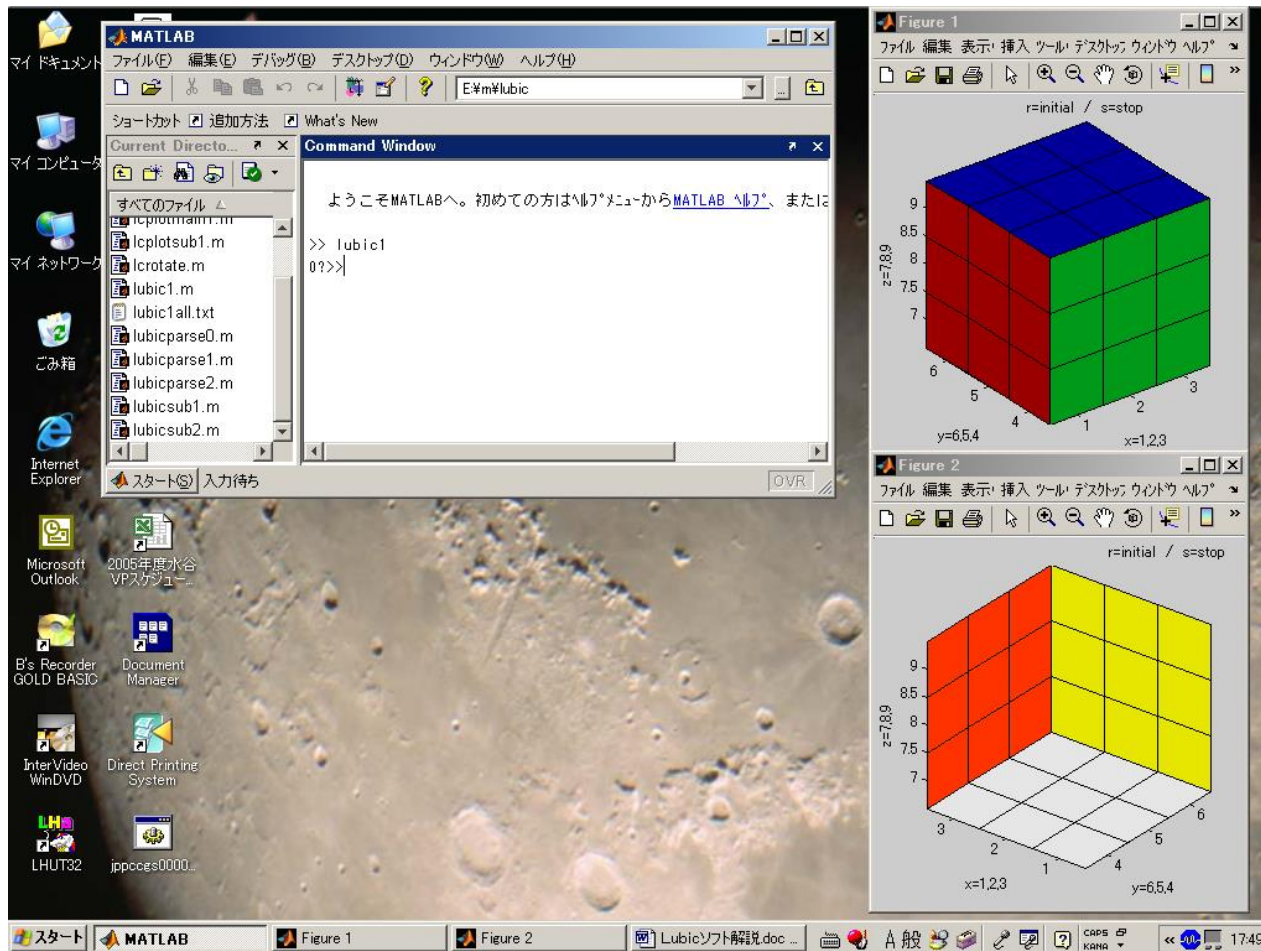 マイ ドキュメント
マイ コンピュータ
マイ ネットワーク
ごみ箱
Internet
Explorer
Microsoft
Outlook
2005年度水谷
VPスケジュー...
B's Recorder
GOLD BASIC
Document
Manager
InterVideo
WinDVD
Direct Printing
System
LHUT32
jppccgs0000...
MATLAB
ファイル(F) 編集(E) デバッグ(B) デスクトップ(D) ウィンドウ(W) ヘルプ(H)
E:¥m¥lubic
ショートカット 追加方法 What's New
Current Directo...
すべてのファイル
lcplotmain1.m
lcplotsub1.m
lcrotate.m
lubic1.m
lubic1all.txt
lubicparse0.m
lubicparse1.m
lubicparse2.m
lubicsub1.m
lubicsub2.m
Command Window
ようこそMATLABへ。初めての方はヘルプメニューからMATLAB ヘルプ、または
>> lubic1
0?>>
スタート(S) 入力待ち
OVR
Figure 1
ファイル 編集 表示 挿入 ツール デスクトップ ウィンドウ ヘルプ
r=initial / s=stop
z=7,8,9
9
8.5
8
7.5
7
6
5
4
y=6,5,4
1
2
3
x=1,2,3
Figure 2
ファイル 編集 表示 挿入 ツール デスクトップ ウィンドウ ヘルプ
r=initial / s=stop
z=7,8,9
9
8.5
8
7.5
7
3
2
1
x=1,2,3
4
5
6
y=6,5,4
スタート
MATLAB
Figure 1
Figure 2
Lubicソフト解説.doc ...
A 般
CAPS
KANA
17:49